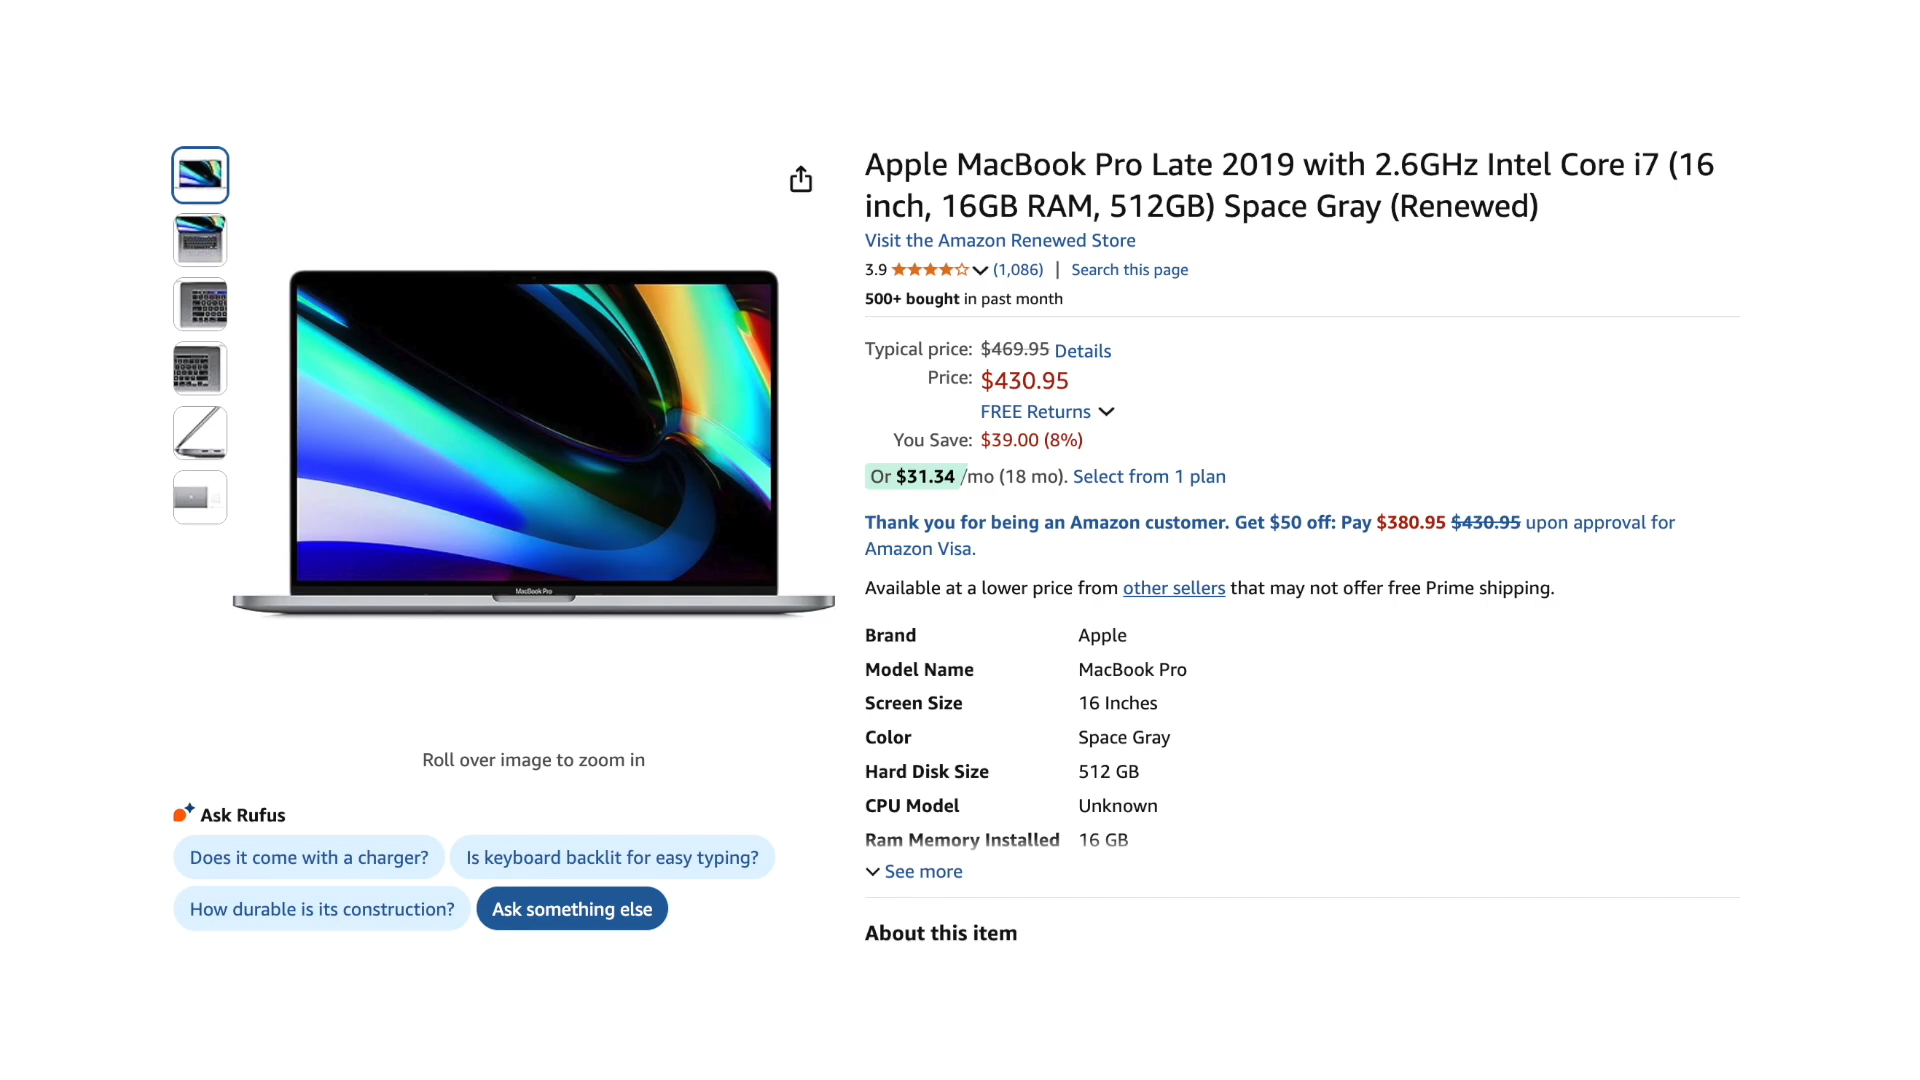 Apple MacBook Pro Late 2019 with 2.6GHz Intel Core i7 (16
inch, 16GB RAM, 512GB) Space Gray (Renewed)
Visit the Amazon Renewed Store
3.9 (1,086) | Search this page
500+ bought in past month
Typical price: $469.95 Details
Price: $430.95
FREE Returns
You Save: $39.00 (8%)
Or $31.34 /mo (18 mo). Select from 1 plan
Thank you for being an Amazon customer. Get $50 off: Pay $380.95 $430.95 upon approval for
Amazon Visa.
Available at a lower price from other sellers that may not offer free Prime shipping.
Brand Apple
Model Name MacBook Pro
Screen Size 16 Inches
Color Space Gray
Hard Disk Size 512 GB
CPU Model Unknown
Ram Memory Installed 16 GB
See more
About this item
MacBook Pro
Roll over image to zoom in
Ask Rufus
Does it come with a charger? Is keyboard backlit for easy typing?
How durable is its construction? Ask something else